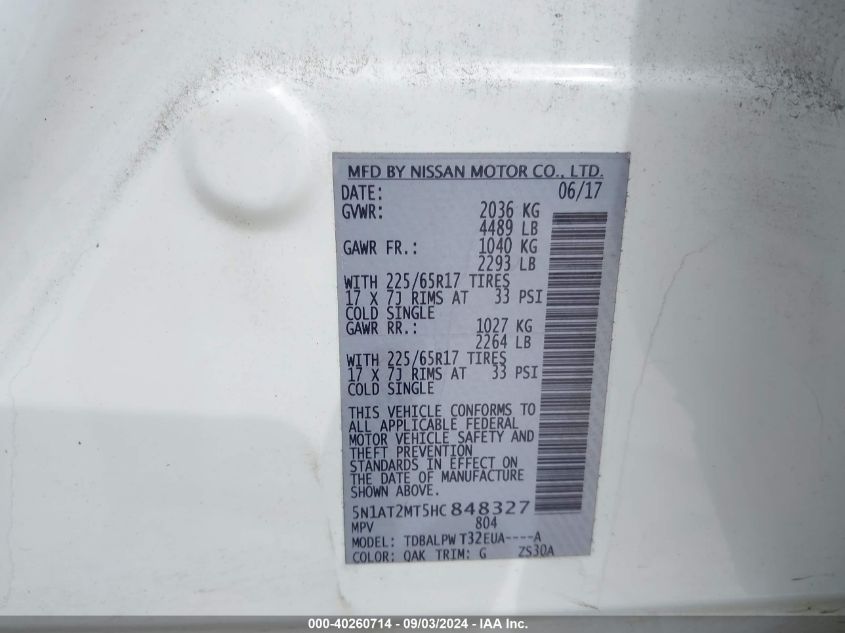 MFD BY NISSAN MOTOR CO., LTD.
DATE: 06/17
GVWR: 2036 KG
4489 LB
GAWR FR.: 1040 KG
2293 LB
WITH 225/65R17 TIRES
17 X 7J RIMS AT 33 PSI
COLD SINGLE
GAWR RR.: 1027 KG
2264 LB
WITH 225/65R17 TIRES
17 X 7J RIMS AT 33 PSI
COLD SINGLE
THIS VEHICLE CONFORMS TO
ALL APPLICABLE FEDERAL
MOTOR VEHICLE SAFETY AND
THEFT PREVENTION
STANDARDS IN EFFECT ON
THE DATE OF MANUFACTURE
SHOWN ABOVE.
5N1AT2MT5HC848327
MPV 804
MODEL: TDBALPW T32EUA----A
COLOR: QAK TRIM: G ZS30A
000-40260714 - 09/03/2024 - IAA Inc.